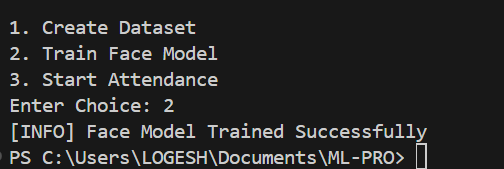 1. Create Dataset
2. Train Face Model
3. Start Attendance
Enter Choice: 2
[INFO] Face Model Trained Successfully
PS C:\Users\LOGESH\Documents\ML-PRO>